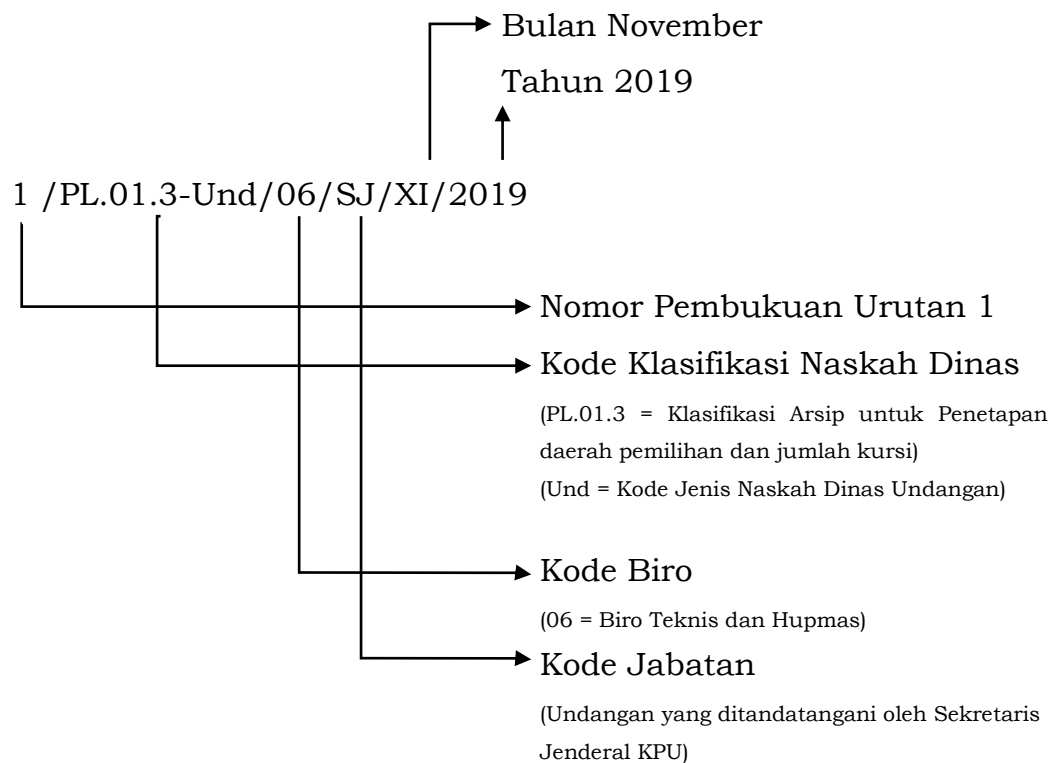 Bulan November
Tahun 2019
1 /PL.01.3-Und/06/SJ/XI/2019
Nomor Pembukuan Urutan 1
Kode Klasifikasi Naskah Dinas
(PL.01.3 = Klasifikasi Arsip untuk Penetapan
daerah pemilihan dan jumlah kursi)
(Und = Kode Jenis Naskah Dinas Undangan)
Kode Biro
(06 = Biro Teknis dan Hupmas)
Kode Jabatan
(Undangan yang ditandatangani oleh Sekretaris
Jenderal KPU)